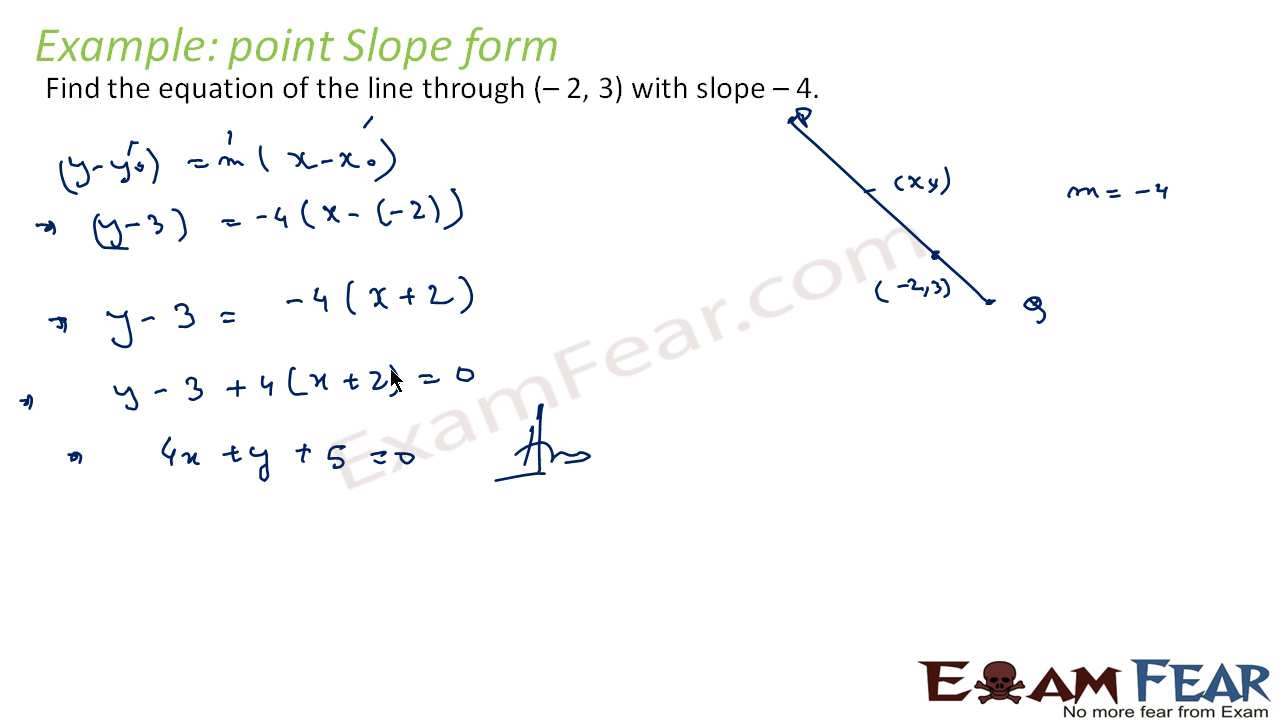 Example: point Slope form
Find the equation of the line through (– 2, 3) with slope – 4.
(y - y₀) = m ( x - x₀)
⇒ (y - 3) = -4 ( x - (-2))
⇒ y - 3 = -4 ( x + 2)
⇒ y - 3 + 4 ( x + 2) = 0
⇒ 4x + y + 5 = 0 Ans
P
(x y)
m = -4
( -2, 3)
Q
ExamFear.com
EXAM FEAR
No more fear from Exam